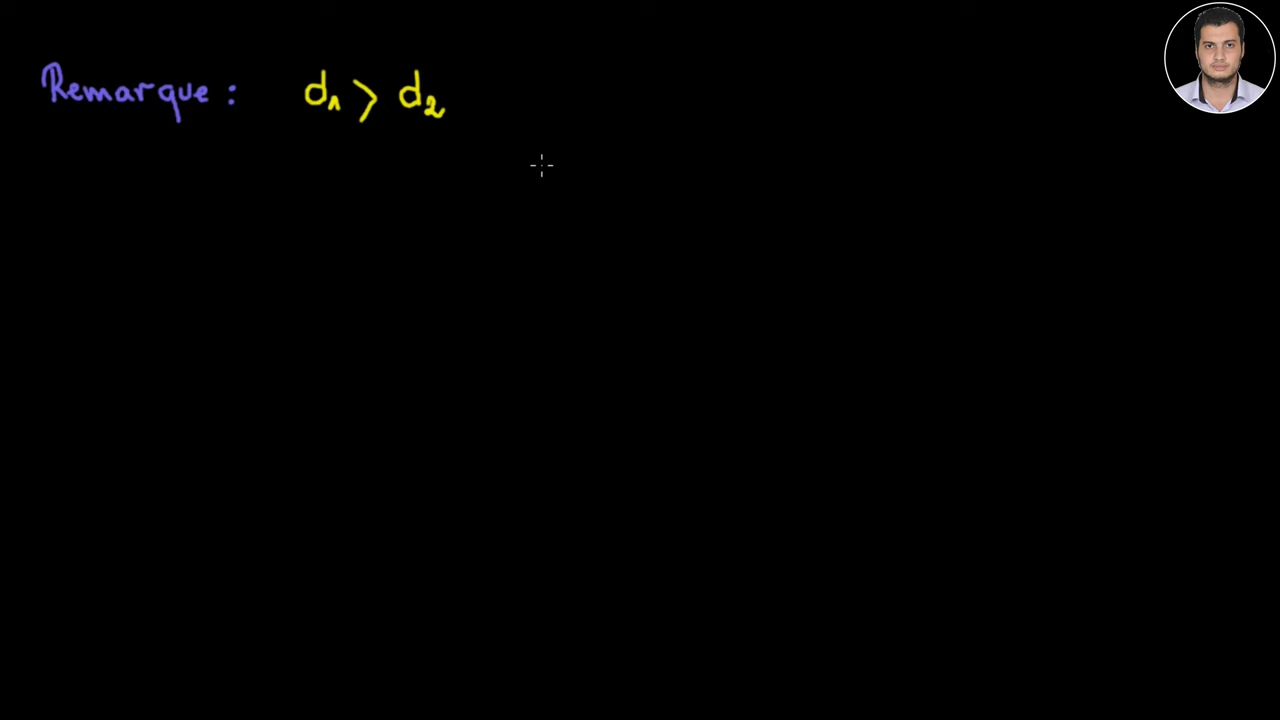 Remarque : d₁ > d₂